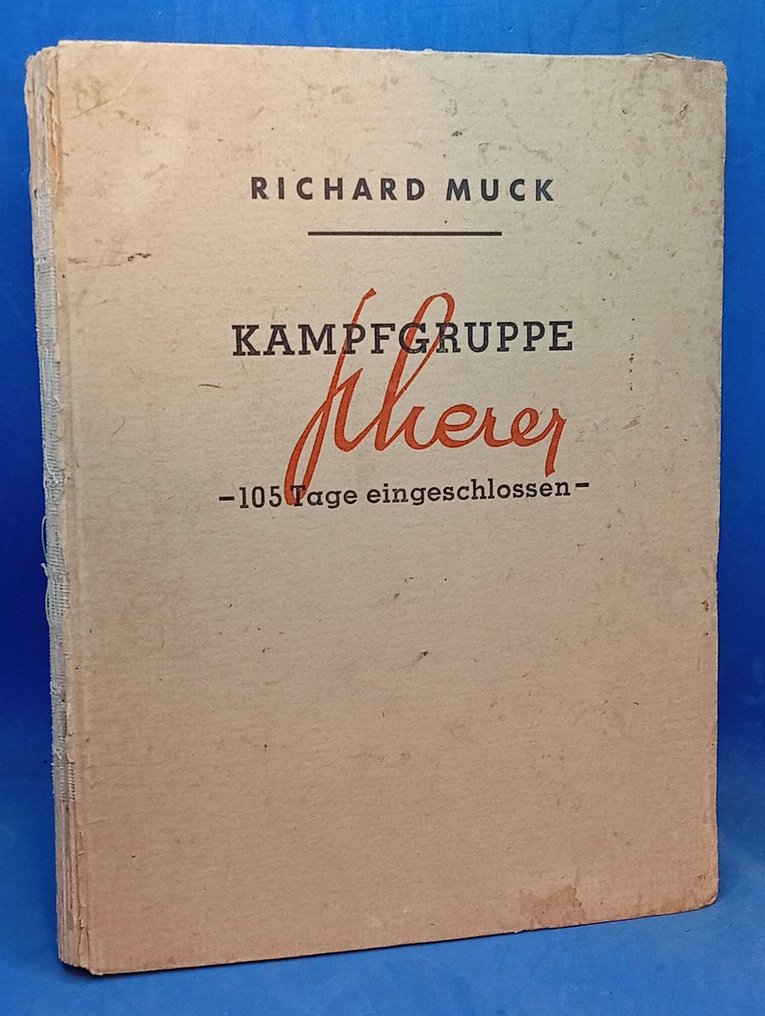 RICHARD MUCK
KAMPFGRUPPE
Scherer
-105 Tage eingeschlossen-